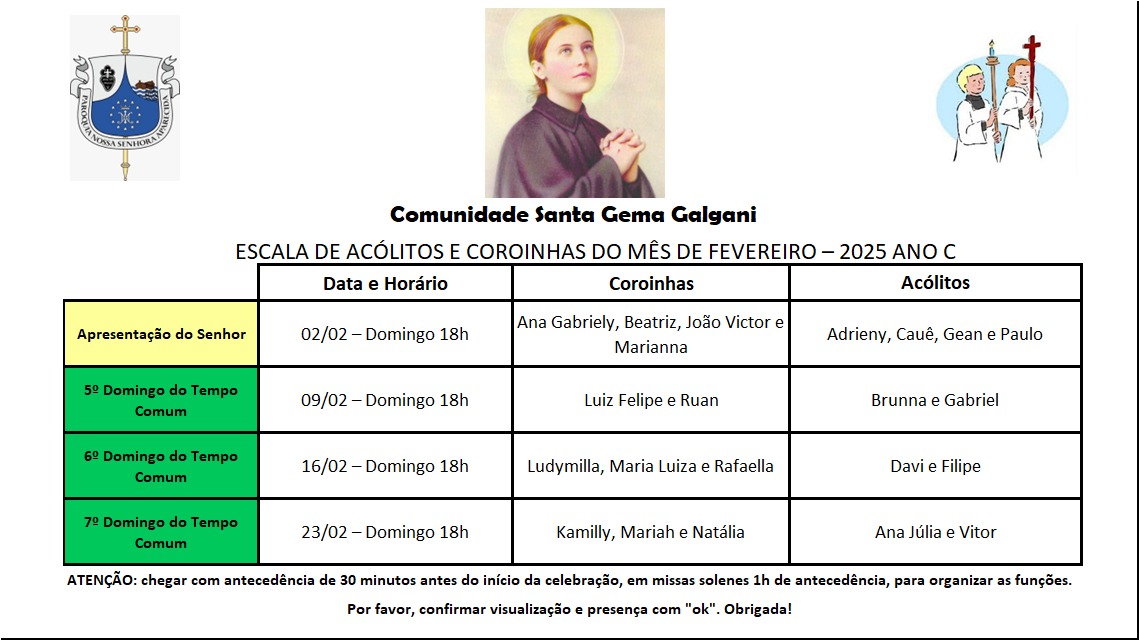 PAROQUIA NOSSA SENHORA APARECIDA
Comunidade Santa Gema Galgani
ESCALA DE ACÓLITOS E COROINHAS DO MÊS DE FEVEREIRO – 2025 ANO C
Data e Horário Coroinhas Acólitos
Apresentação do Senhor 02/02 – Domingo 18h Ana Gabriely, Beatriz, João Victor e
Marianna Adrieny, Cauê, Gean e Paulo
5º Domingo do Tempo
Comum 09/02 – Domingo 18h Luiz Felipe e Ruan Brunna e Gabriel
6º Domingo do Tempo
Comum 16/02 – Domingo 18h Ludymilla, Maria Luiza e Rafaella Davi e Filipe
7º Domingo do Tempo
Comum 23/02 – Domingo 18h Kamilly, Mariah e Natália Ana Júlia e Vitor
ATENÇÃO: chegar com antecedência de 30 minutos antes do início da celebração, em missas solenes 1h de antecedência, para organizar as funções.
Por favor, confirmar visualização e presença com "ok". Obrigada!